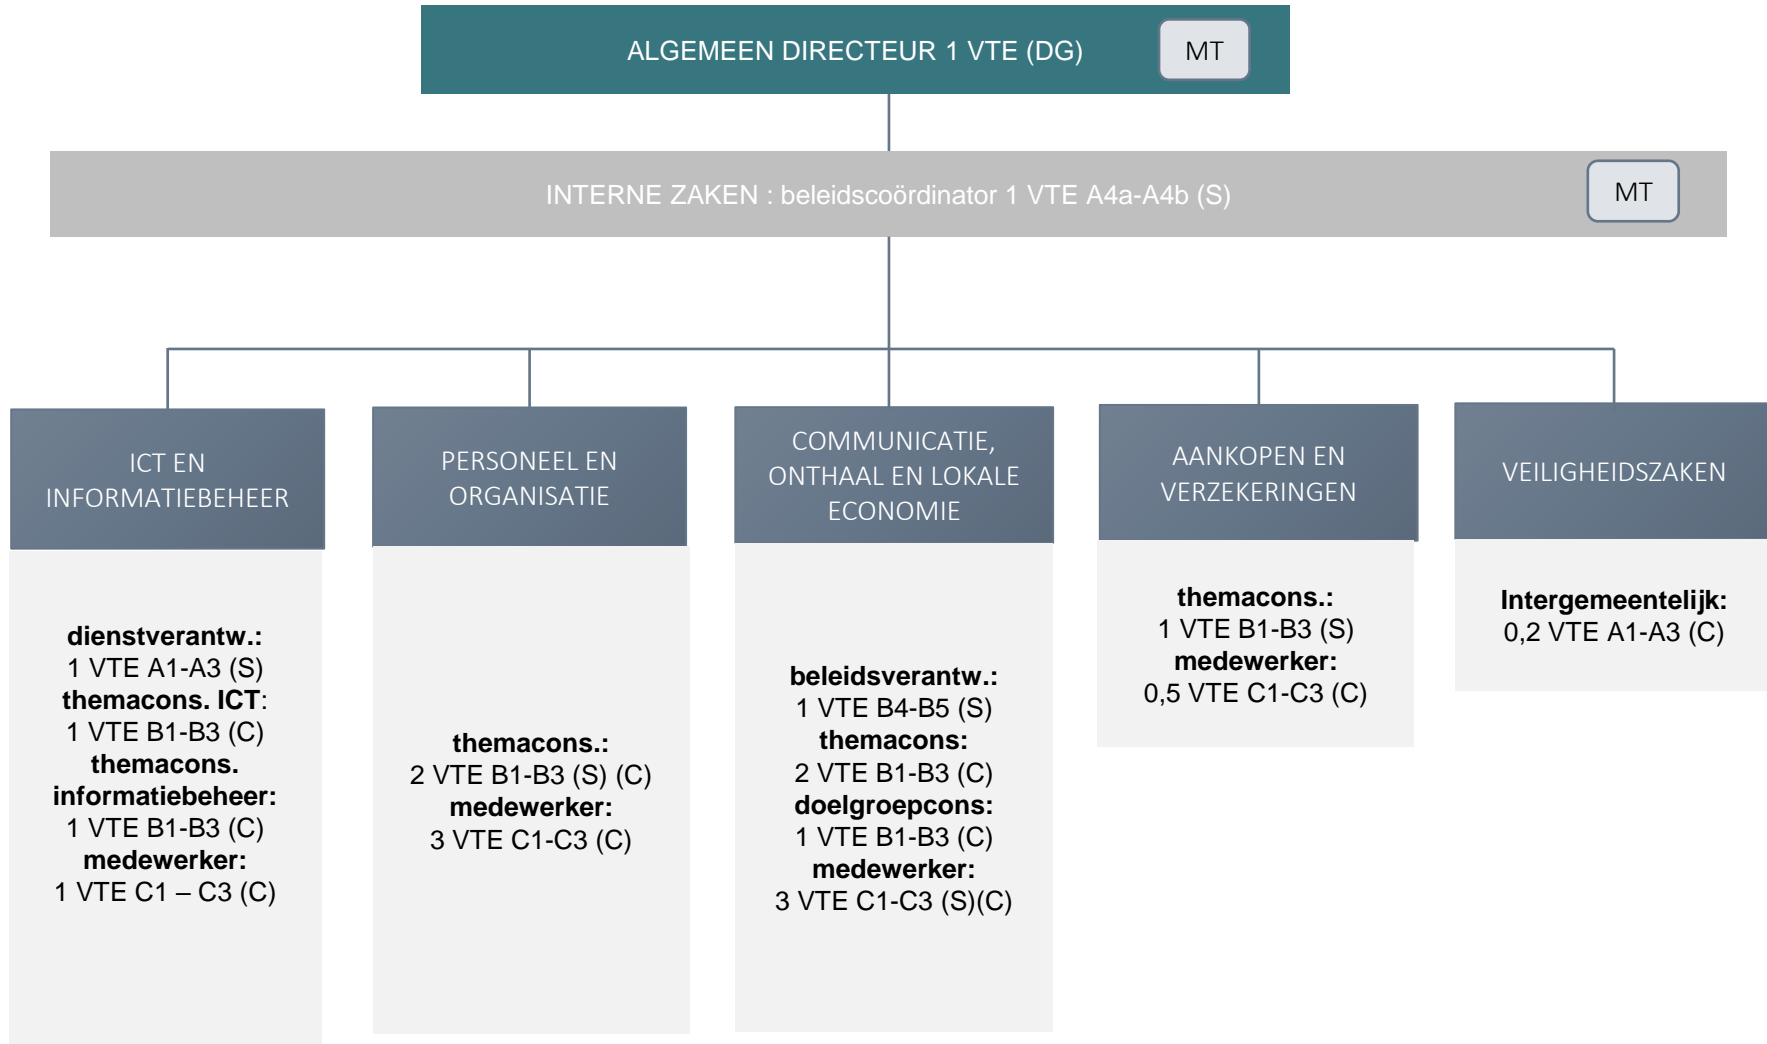 ALGEMEEN DIRECTEUR 1 VTE (DG)
MT
INTERNE ZAKEN : beleidscoördinator 1 VTE A4a-A4b (S)
MT
ICT EN
INFORMATIEBEHEER
dienstverantw.:
1 VTE A1-A3 (S)
themacons. ICT:
1 VTE B1-B3 (C)
themacons.
informatiebeheer:
1 VTE B1-B3 (C)
medewerker:
1 VTE C1 – C3 (C)
PERSONEEL EN
ORGANISATIE
themacons.:
2 VTE B1-B3 (S) (C)
medewerker:
3 VTE C1-C3 (C)
COMMUNICATIE,
ONTHAAL EN LOKALE
ECONOMIE
beleidsverantw.:
1 VTE B4-B5 (S)
themacons:
2 VTE B1-B3 (C)
doelgroepcons:
1 VTE B1-B3 (C)
medewerker:
3 VTE C1-C3 (S)(C)
AANKOPEN EN
VERZEKERINGEN
themacons.:
1 VTE B1-B3 (S)
medewerker:
0,5 VTE C1-C3 (C)
VEILIGHEIDSZAKEN
Intergemeentelijk:
0,2 VTE A1-A3 (C)